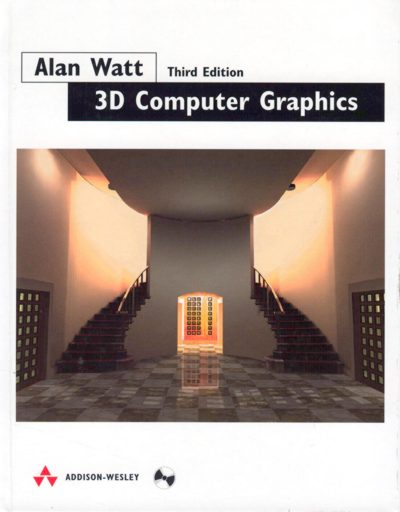 Alan Watt Third Edition
3D Computer Graphics
ADDISON-WESLEY